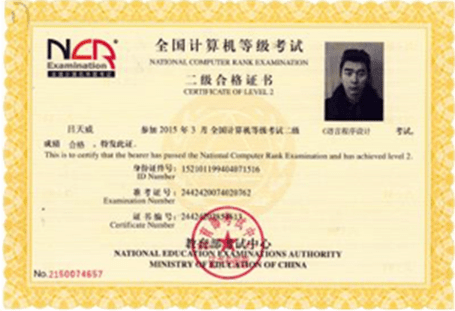 NCR
Examination
全国计算机等级考试
全国计算机等级考试
NATIONAL COMPUTER RANK EXAMINATION
二级合格证书
CERTIFICATE OF LEVEL 2
吕天威 参加 2015 年 3 月 全国计算机等级考试二级 C语言程序设计 考试,
成绩 合格 ,特发此证。
This is to certify that the bearer has passed the National Computer Rank Examination and has achieved level 2.
身份证件号: 152101199404071516
ID Number
准考证号: 2442420074020762
Examination Number
证书编号:
Certificate Number
教育部考试中心
NATIONAL EDUCATION EXAMINATIONS AUTHORITY
MINISTRY OF EDUCATION OF CHINA
No.2150074657